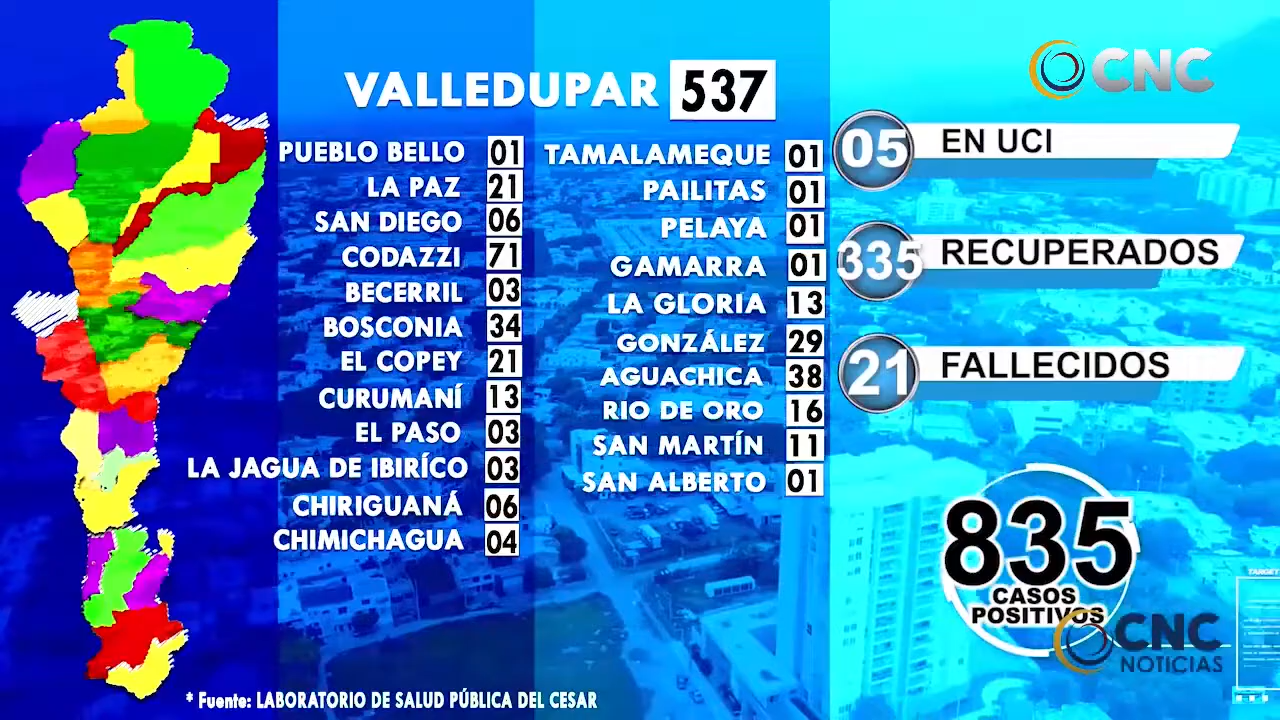 CNC
VALLEDUPAR 537
PUEBLO BELLO 01
LA PAZ 21
SAN DIEGO 06
CODAZZI 71
BECERRIL 03
BOSCONIA 34
EL COPEY 21
CURUMANÍ 13
EL PASO 03
LA JAGUA DE IBIRÍCO 03
CHIRIGUANÁ 06
CHIMICHAGUA 04
TAMALAMEQUE 01
PAILITAS 01
PELAYA 01
GAMARRA 01
LA GLORIA 13
GONZÁLEZ 29
AGUACHICA 38
RIO DE ORO 16
SAN MARTÍN 11
SAN ALBERTO 01
05 EN UCI
335 RECUPERADOS
21 FALLECIDOS
835
CASOS
POSITIVOS
CNC
NOTICIAS
TARGET
* Fuente: LABORATORIO DE SALUD PÚBLICA DEL CESAR